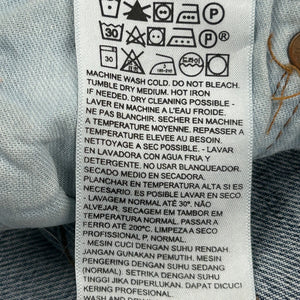 30 P
30 P
MACHINE WASH COLD. DO NOT BLEACH.
TUMBLE DRY MEDIUM. HOT IRON
IF NEEDED. DRY CLEANING POSSIBLE -
LAVER EN MACHINE A L'EAU FROIDE.
NE PAS BLANCHIR. SECHER EN MACHINE
A TEMPERATURE MOYENNE. REPASSER A
TEMPERATURE ELEVEE AU BESOIN.
NETTOYAGE A SEC POSSIBLE. - LAVAR
EN LAVADORA CON AGUA FRIA Y
DETERGENTE. NO USAR BLANQUEADOR.
SECADO MEDIO EN SECADORA.
PLANCHAR EN TEMPERATURA ALTA SI ES
NECESARIO. ES POSIBLE LAVAR EN SECO
- LAVAGEM NORMAL ATÉ 30°. NÃO
ALVEJAR. SECAR EM TAMBOR EM
TEMPERATURA NORMAL. PASSAR A
FERRO ATÉ 200ºC. LIMPEZA A SECO
PROFISSIONAL P, NORMAL.
- MESIN CUCI DENGAN SUHU RENDAH.
JANGAN GUNAKAN PEMUTIH. MESIN
PENGERING DENGAN SUHU SEDANG
(NORMAL). SETRIKA DENGAN SUHU
TINGGI (JIKA DIPERLUKAN). DAPAT DICUCI
KERING PROFESIONAL NORMAL